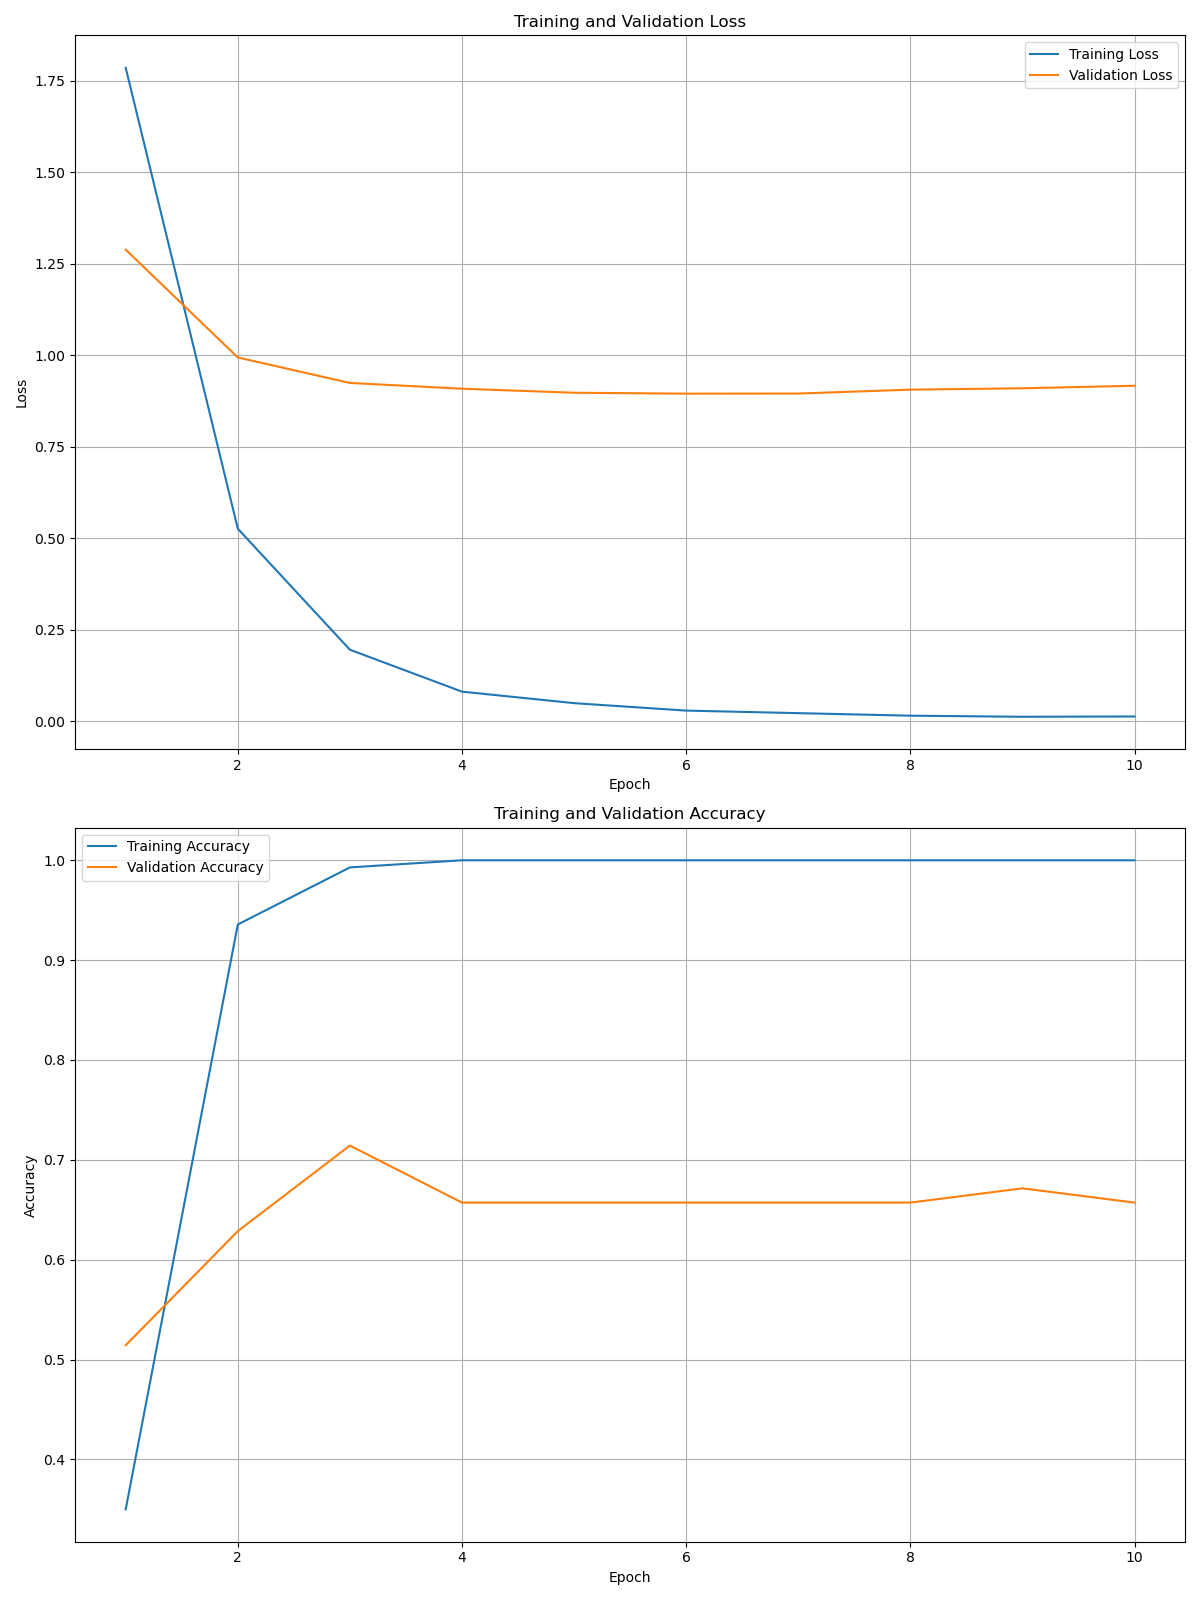 Training and Validation Loss
Training Loss
Validation Loss
1.75
1.50
1.25
1.00
0.75
0.50
0.25
0.00
Loss
2 4 6 8 10
Epoch
Training and Validation Accuracy
Training Accuracy
Validation Accuracy
1.0
0.9
0.8
0.7
0.6
0.5
0.4
Accuracy
2 4 6 8 10
Epoch